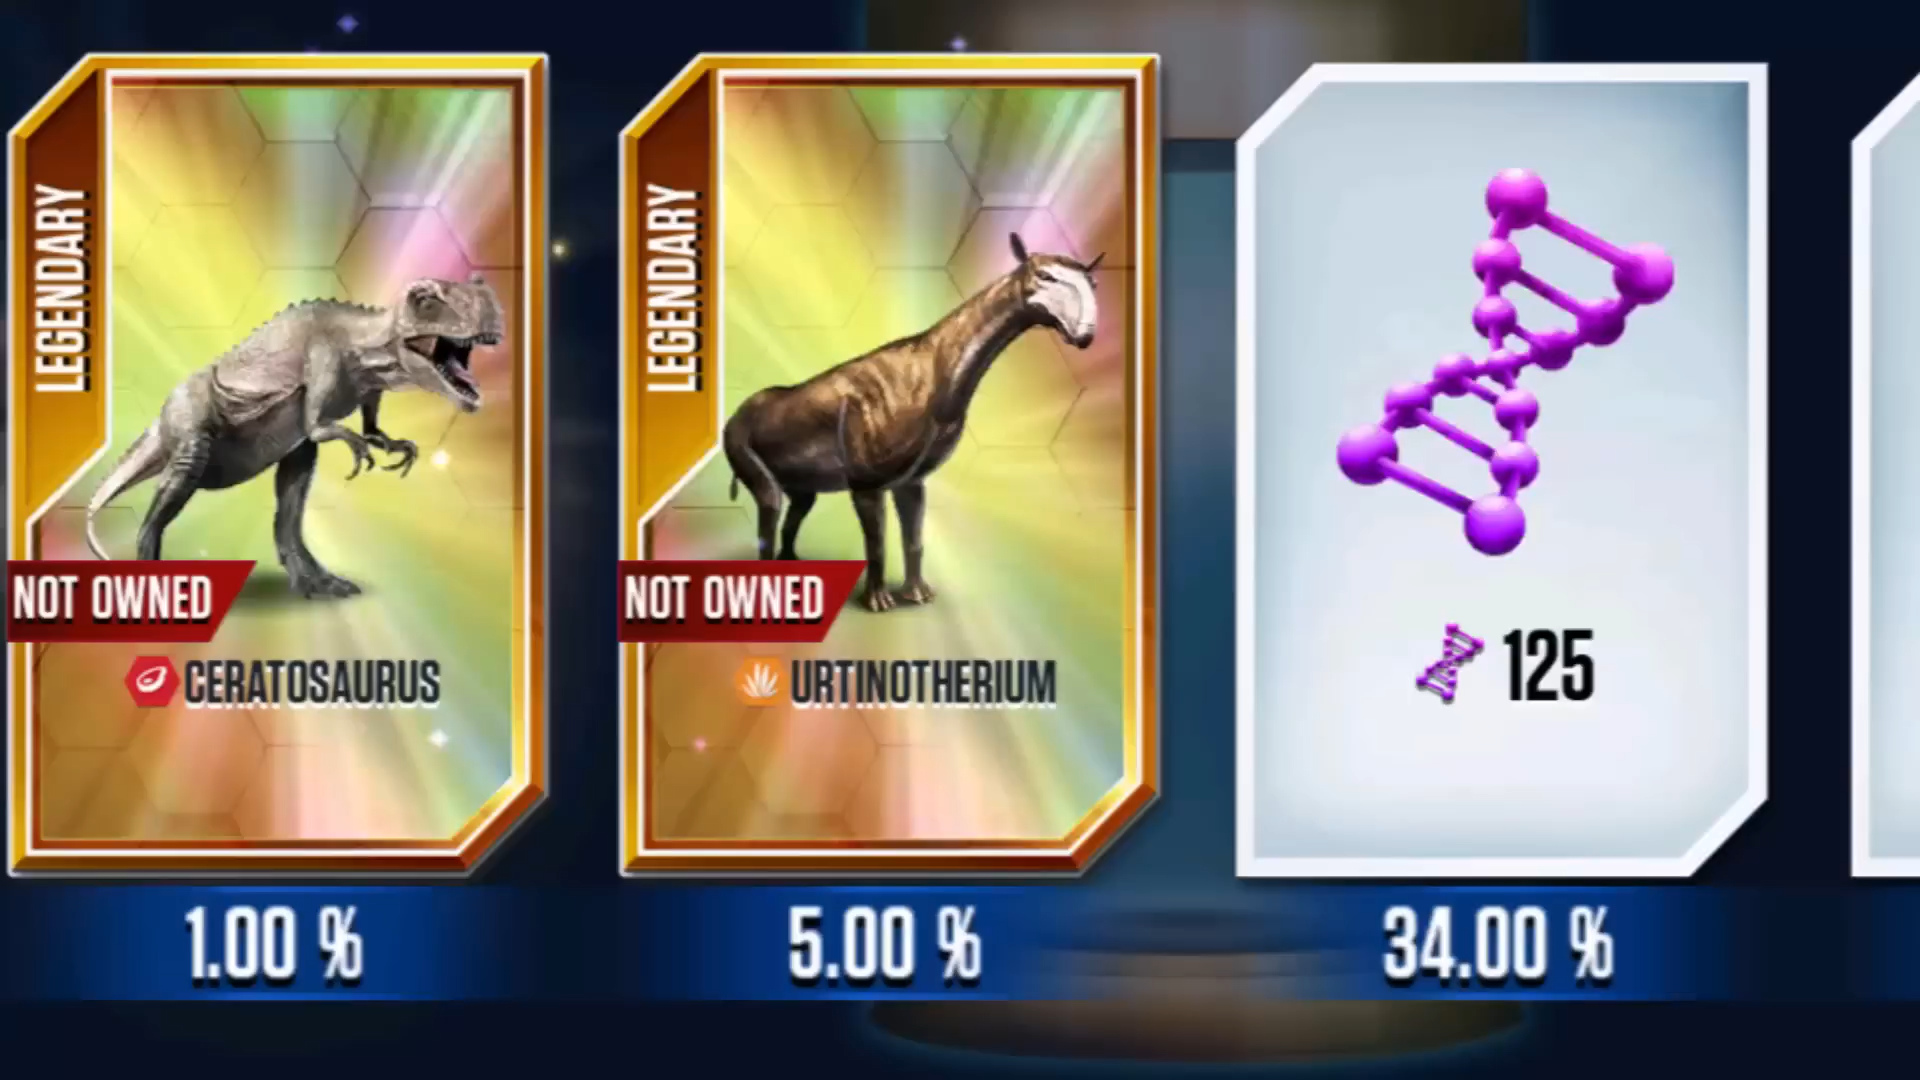 LEGENDARY
NOT OWNED
CERATOSAURUS
1.00 %
LEGENDARY
NOT OWNED
URTINOTHERIUM
5.00 %
125
34.00 %